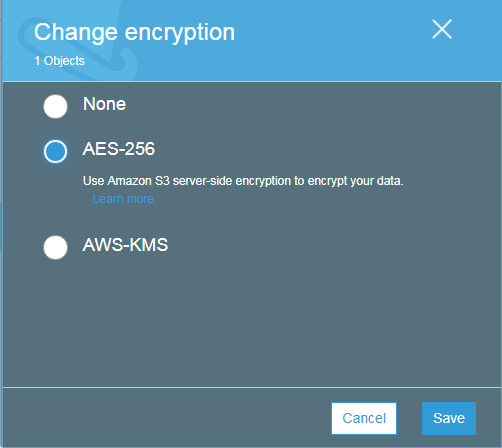 Change encryption
1 Objects
None
AES-256
Use Amazon S3 server-side encryption to encrypt your data.
Learn more
AWS-KMS
Cancel
Save